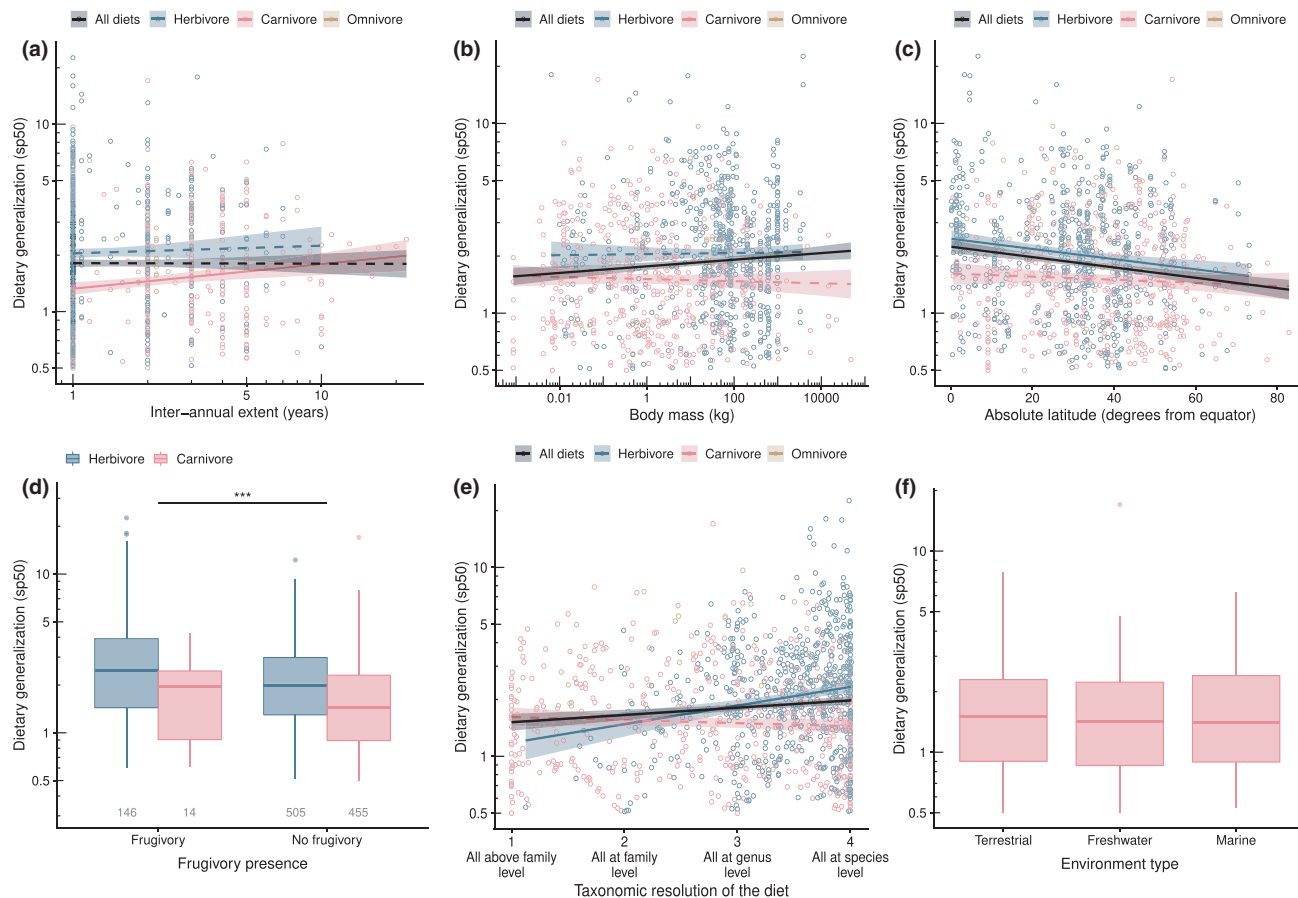 All diets Herbivore Carnivore Omnivore
(a)
Dietary generalization (sp50)
10
5
1
0.5
1 5 10
Inter−annual extent (years)
All diets Herbivore Carnivore Omnivore
(b)
Dietary generalization (sp50)
10
5
1
0.5
0.01 1 100 10000
Body mass (kg)
All diets Herbivore Carnivore Omnivore
(c)
Dietary generalization (sp50)
10
5
1
0.5
0 20 40 60 80
Absolute latitude (degrees from equator)
Herbivore Carnivore
(d)
***
Dietary generalization (sp50)
10
5
1
0.5
146 14 505 455
Frugivory No frugivory
Frugivory presence
All diets Herbivore Carnivore Omnivore
(e)
Dietary generalization (sp50)
10
5
1
0.5
1 2 3 4
All above family All at family All at genus All at species
level level level level
Taxonomic resolution of the diet
(f)
Dietary generalization (sp50)
10
5
1
0.5
Terrestrial Freshwater Marine
Environment type